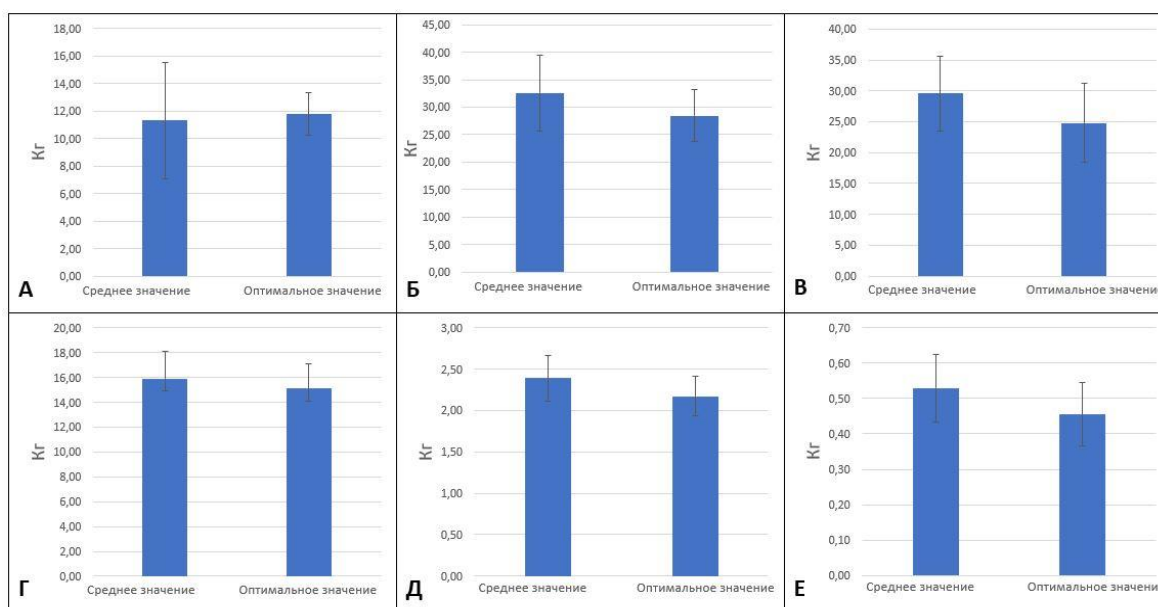 18,00
16,00
14,00
12,00
10,00
8,00
6,00
4,00
2,00
0,00
Кг
А
Среднее значение
Оптимальное значение
45,00
40,00
35,00
30,00
25,00
20,00
15,00
10,00
5,00
0,00
Кг
Б
Среднее значение
Оптимальное значение
40,00
35,00
30,00
25,00
20,00
15,00
10,00
5,00
0,00
Кг
В
Среднее значение
Оптимальное значение
20,00
18,00
16,00
14,00
12,00
10,00
8,00
6,00
4,00
2,00
0,00
Кг
Г
Среднее значение
Оптимальное значение
3,00
2,50
2,00
1,50
1,00
0,50
0,00
Кг
Д
Среднее значение
Оптимальное значение
0,70
0,60
0,50
0,40
0,30
0,20
0,10
0,00
Кг
Е
Среднее значение
Оптимальное значение